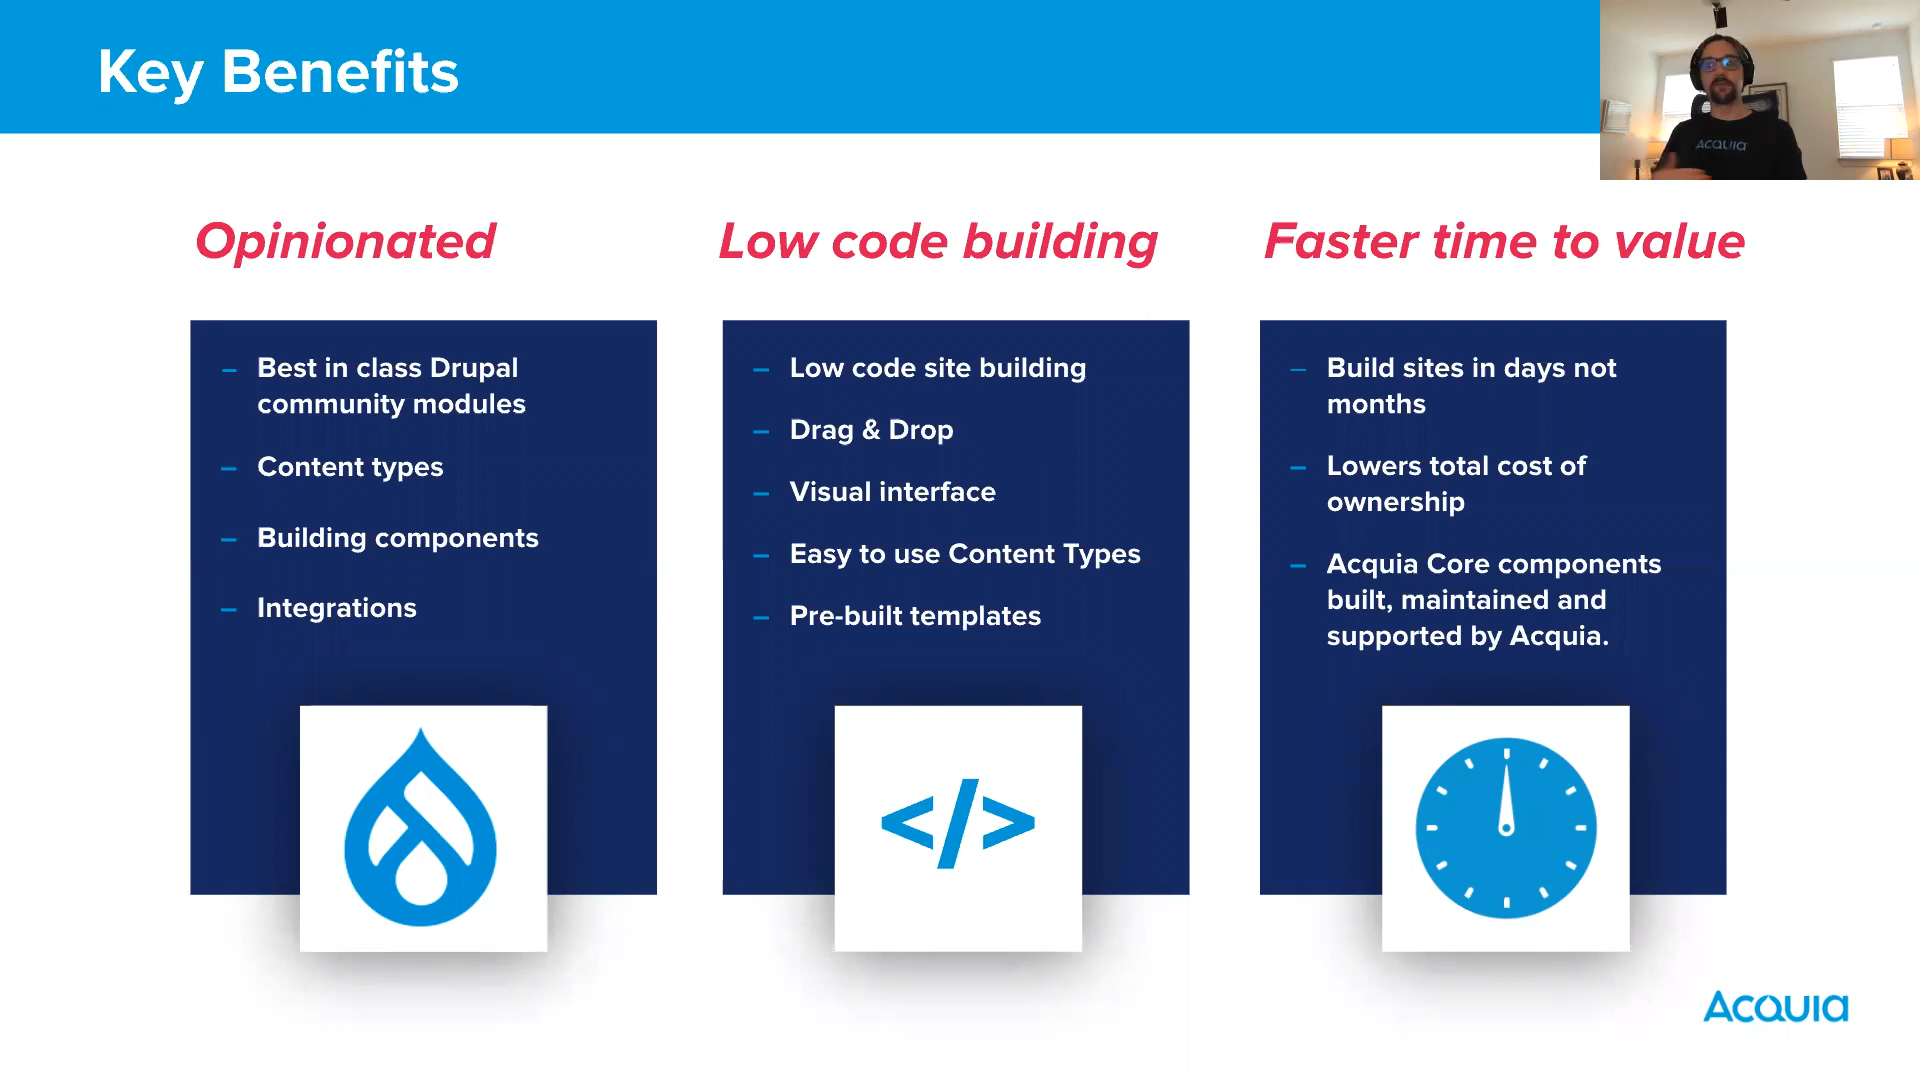 Key Benefits
ACQUIA
Opinionated
Low code building
Faster time to value
– Best in class Drupal
community modules
– Content types
– Building components
– Integrations
– Low code site building
– Drag & Drop
– Visual interface
– Easy to use Content Types
– Pre-built templates
– Build sites in days not
months
– Lowers total cost of
ownership
– Acquia Core components
built, maintained and
supported by Acquia.
</>
ACQUIA